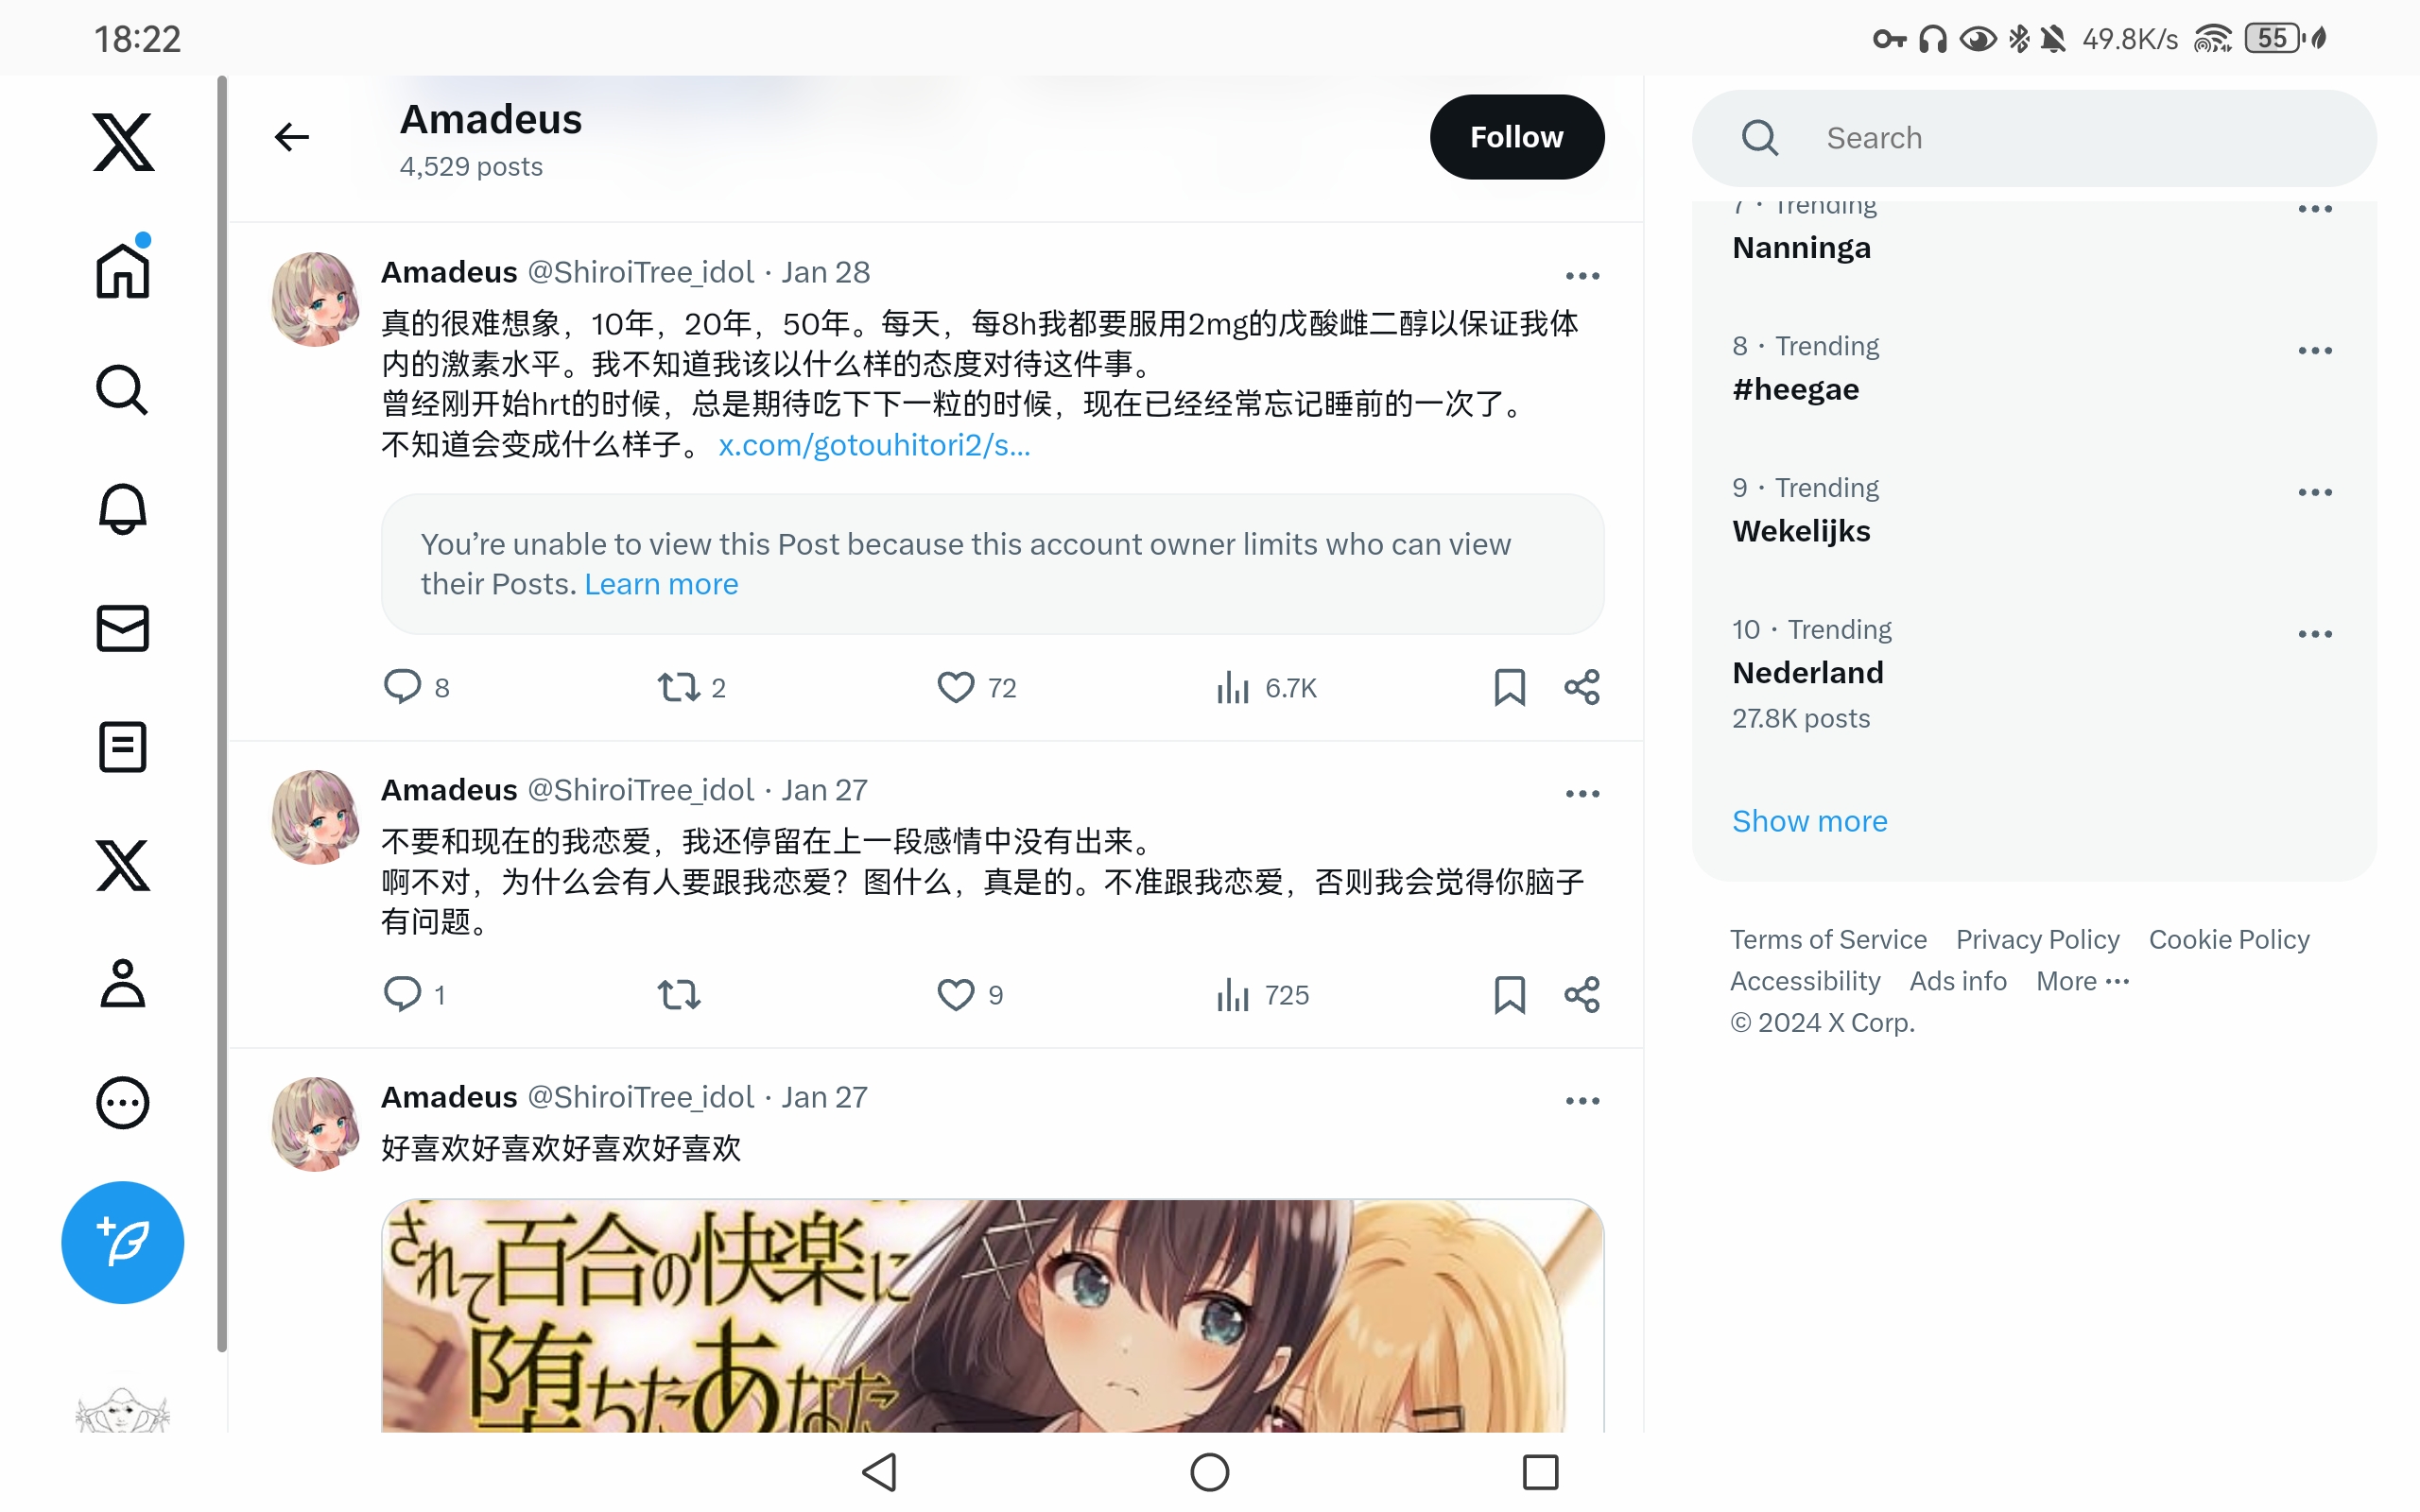 18:22
49.8K/s
55
Amadeus
4,529 posts
Follow
Amadeus @ShiroiTree_idol · Jan 28
真的很难想象，10年，20年，50年。每天，每8h我都要服用2mg的戊酸雌二醇以保证我体
内的激素水平。我不知道我该以什么样的态度对待这件事。
曾经刚开始hrt的时候，总是期待吃下下一粒的时候，现在已经经常忘记睡前的一次了。
不知道会变成什么样子。 x.com/gotouhitori2/s...
You're unable to view this Post because this account owner limits who can view
their Posts. Learn more
8
2
72
6.7K
Amadeus @ShiroiTree_idol · Jan 27
不要和现在的我恋爱，我还停留在上一段感情中没有出来。
啊不对，为什么会有人要跟我恋爱？图什么，真是的。不准跟我恋爱，否则我会觉得你脑子
有问题。
1
9
725
Amadeus @ShiroiTree_idol · Jan 27
好喜欢好喜欢好喜欢好喜欢
されて百合の快楽に
堕ちたあなた
Search
7 · Trending
Nanninga
8 · Trending
#heegae
9 · Trending
Wekelijks
10 · Trending
Nederland
27.8K posts
Show more
Terms of Service Privacy Policy Cookie Policy
Accessibility Ads info More ···
© 2024 X Corp.